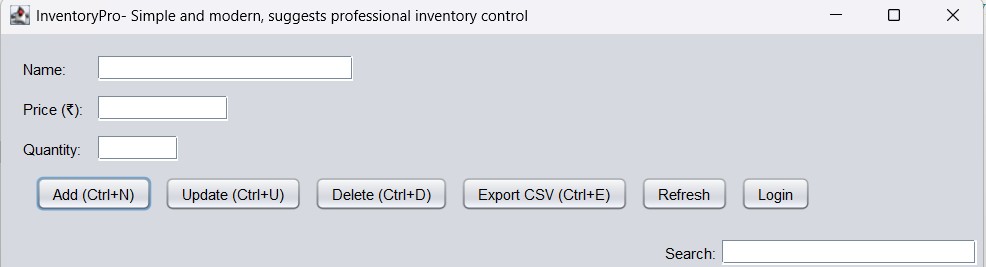 InventoryPro- Simple and modern, suggests professional inventory control
Name:
Price (₹):
Quantity:
Add (Ctrl+N) Update (Ctrl+U) Delete (Ctrl+D) Export CSV (Ctrl+E) Refresh Login
Search: